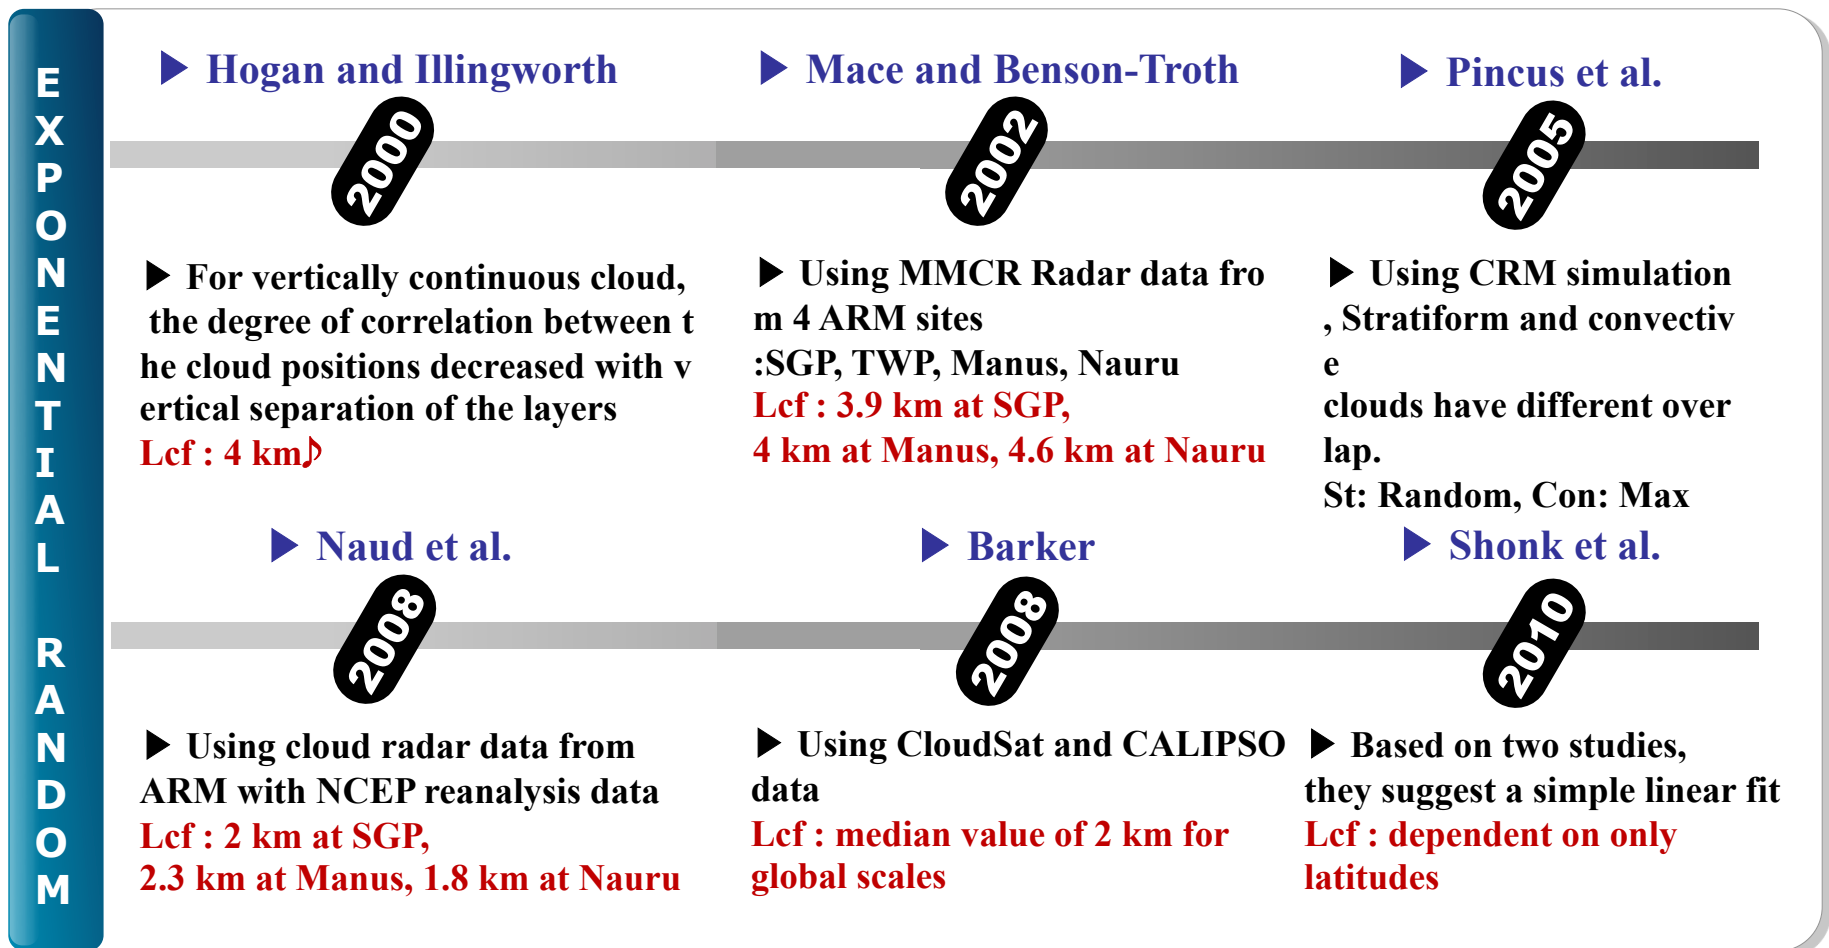 EXPONENTIAL RANDOM
▶ Hogan and Illingworth
2000
▶ For vertically continuous cloud,
the degree of correlation between t
he cloud positions decreased with v
ertical separation of the layers
Lcf : 4 km♪
▶ Mace and Benson-Troth
2002
▶ Using MMCR Radar data fro
m 4 ARM sites
:SGP, TWP, Manus, Nauru
Lcf : 3.9 km at SGP,
4 km at Manus, 4.6 km at Nauru
▶ Pincus et al.
2005
▶ Using CRM simulation
, Stratiform and convectiv
e
clouds have different over
lap.
St: Random, Con: Max
▶ Naud et al.
2008
▶ Using cloud radar data from
ARM with NCEP reanalysis data
Lcf : 2 km at SGP,
2.3 km at Manus, 1.8 km at Nauru
▶ Barker
2008
▶ Using CloudSat and CALIPSO
data
Lcf : median value of 2 km for
global scales
▶ Shonk et al.
2010
▶ Based on two studies,
they suggest a simple linear fit
Lcf : dependent on only
latitudes